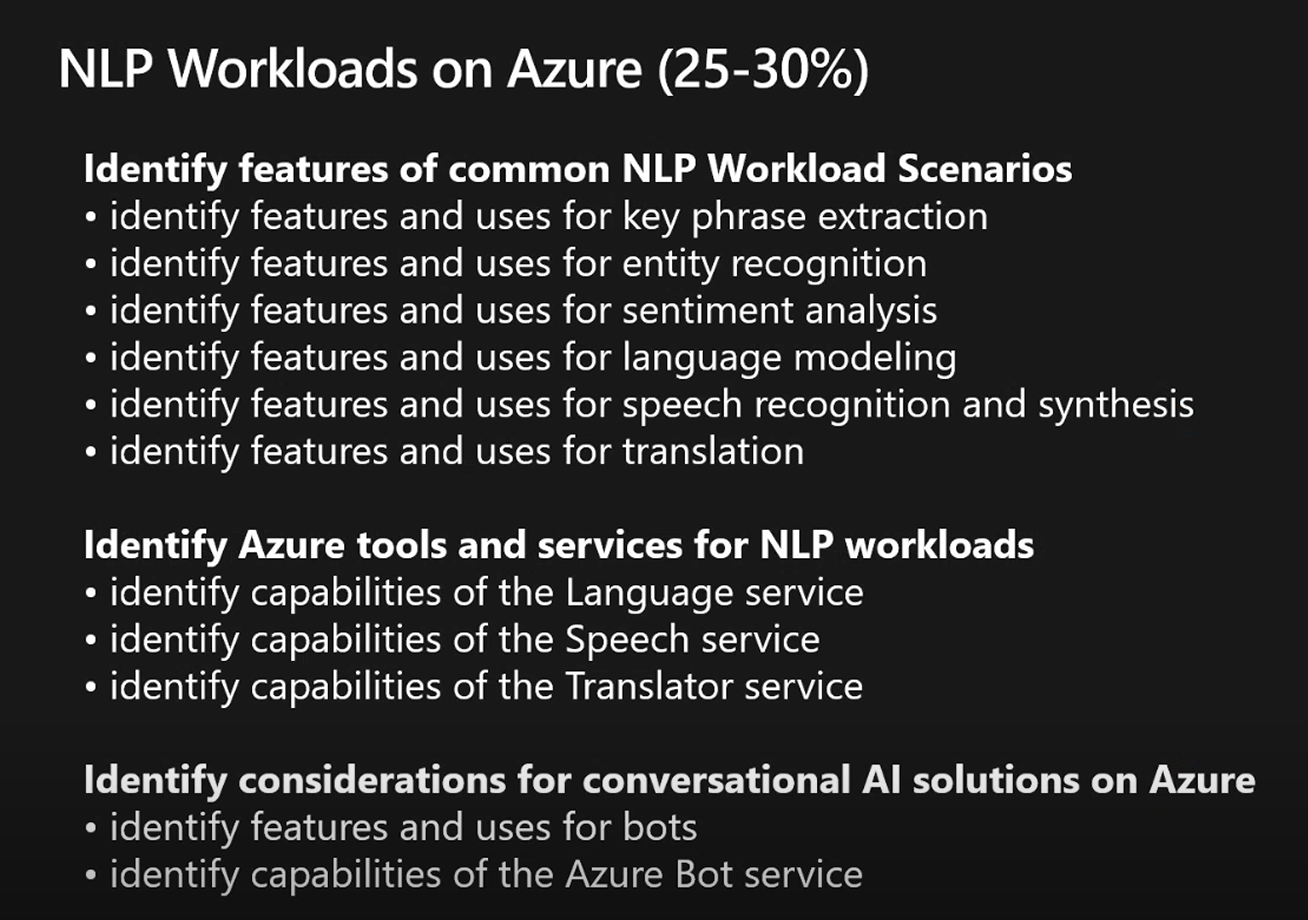 NLP Workloads on Azure (25-30%)
Identify features of common NLP Workload Scenarios
• identify features and uses for key phrase extraction
• identify features and uses for entity recognition
• identify features and uses for sentiment analysis
• identify features and uses for language modeling
• identify features and uses for speech recognition and synthesis
• identify features and uses for translation
Identify Azure tools and services for NLP workloads
• identify capabilities of the Language service
• identify capabilities of the Speech service
• identify capabilities of the Translator service
Identify considerations for conversational AI solutions on Azure
• identify features and uses for bots
• identify capabilities of the Azure Bot service